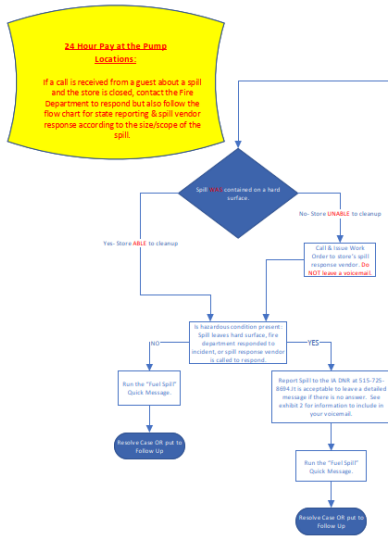 24 Hour Pay at the Pump
Locations:
If a call is received from a guest about a spill
and the store is closed, contact the Fire
Department to respond but also follow the
flow chart for state reporting & spill vendor
response according to the size/scope of the
spill.
Spill WAS contained on a hard
surface.
Yes- Store ABLE to cleanup
No- Store UNABLE to cleanup
Call & Issue Work
Order to store's spill
response vendor. Do
NOT leave a voicemail.
Is hazardous condition present:
Spill leaves hard surface, fire
department responded to
incident, or spill response vendor
is called to respond.
NO
YES
Run the "Fuel Spill"
Quick Message.
Report Spill to the IA DNR at 515-725-
8694. It is acceptable to leave a detailed
message if there is no answer. See
exhibit 2 for information to include in
your voicemail.
Resolve Case OR put to
Follow Up
Run the "Fuel Spill"
Quick Message.
Resolve Case OR put to
Follow Up